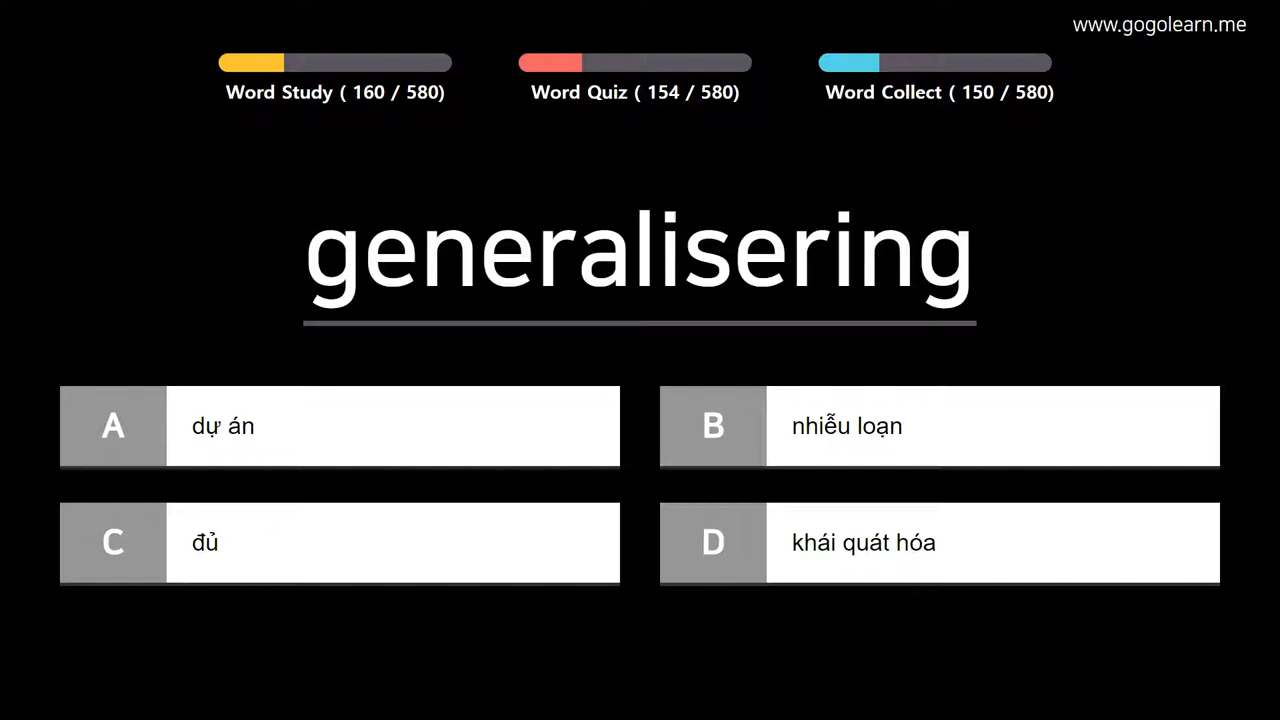 www.gogolearn.me
Word Study ( 160 / 580)
Word Quiz ( 154 / 580)
Word Collect ( 150 / 580)
generalisering
A dự án
B nhiễu loạn
C đủ
D khái quát hóa